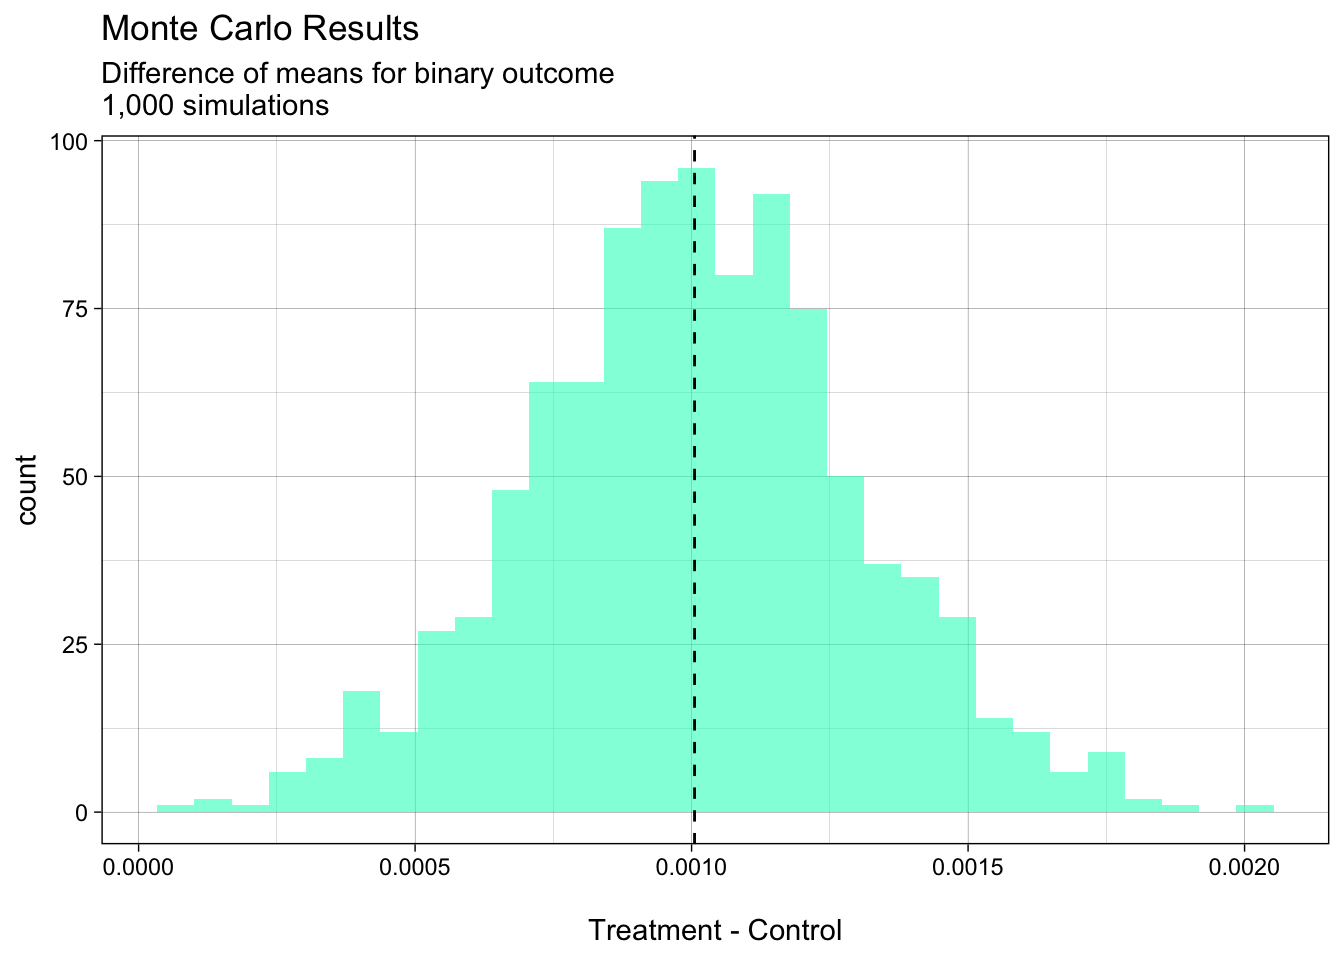 Monte Carlo Results
Difference of means for binary outcome
1,000 simulations
100
75
50
25
0
count
0.0000
0.0005
0.0010
0.0015
0.0020
Treatment - Control